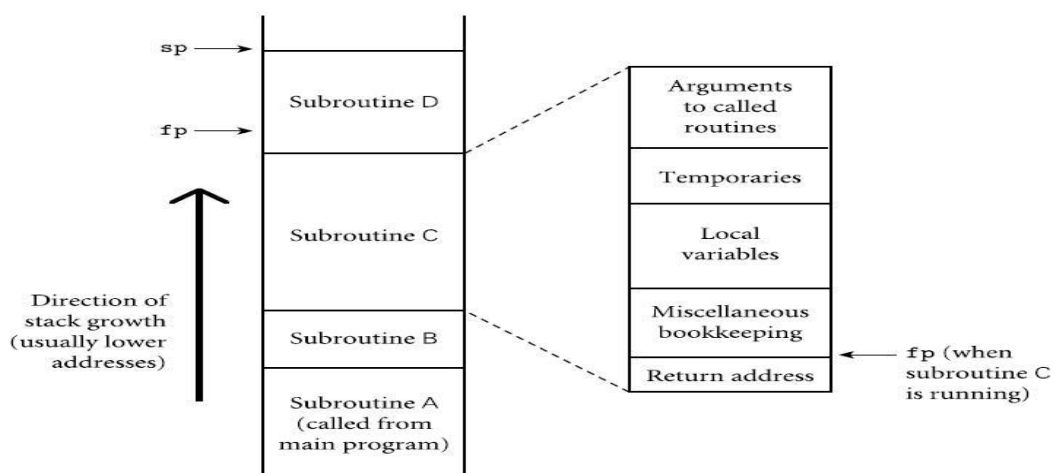 sp
Subroutine D
fp
Subroutine C
Direction of
stack growth
(usually lower
addresses)
Subroutine B
Subroutine A
(called from
main program)
Arguments
to called
routines
Temporaries
Local
variables
Miscellaneous
bookkeeping
Return address
fp (when
subroutine C
is running)